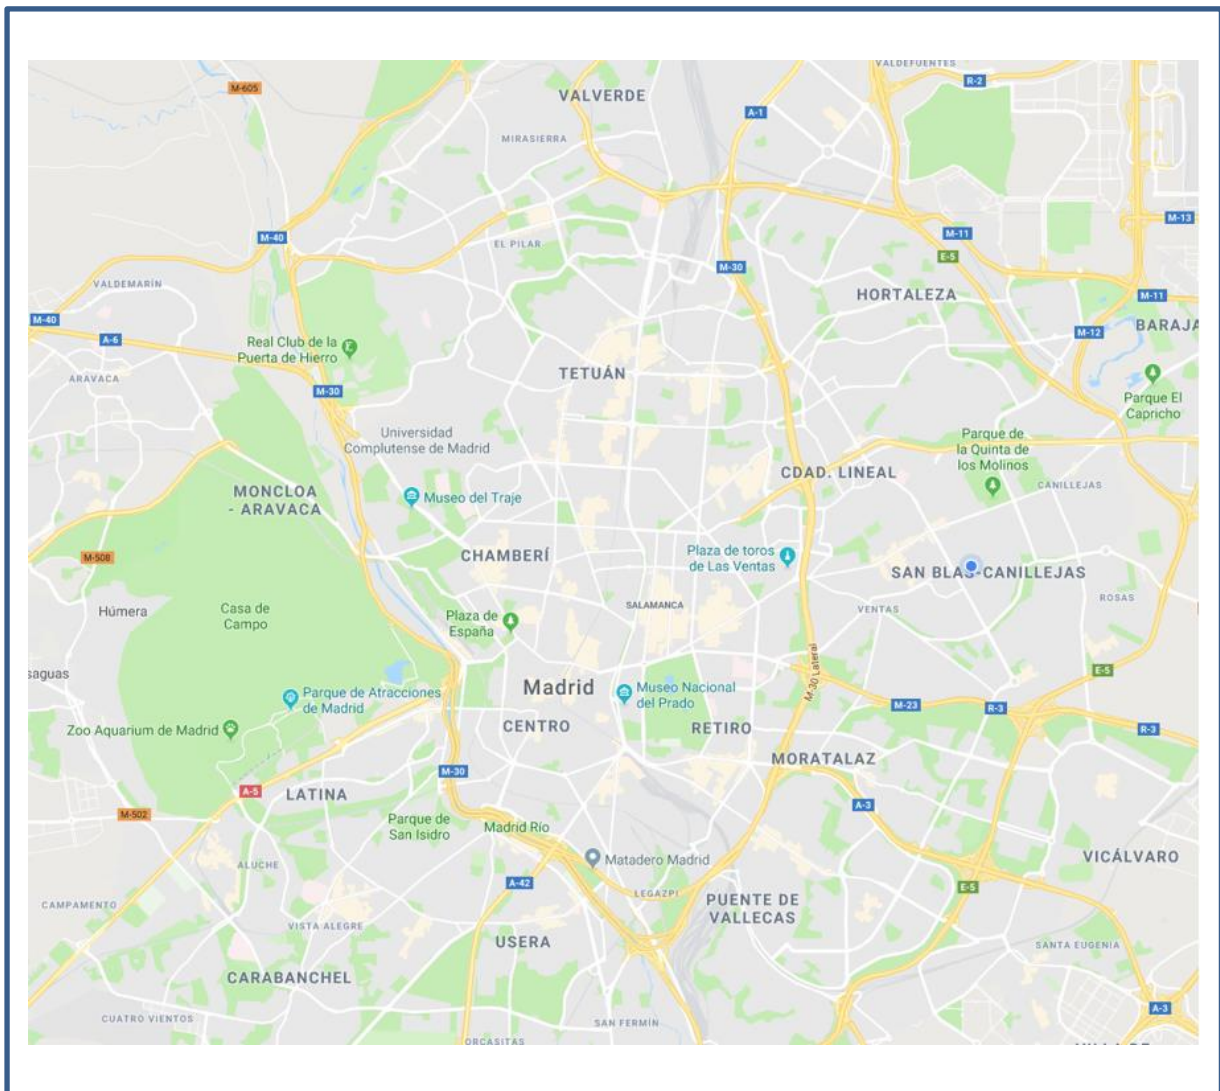 VALDEFUENTES
M-605
R-2
VALVERDE
A-1
MIRASIERRA
M-13
M-40
EL PILAR
M-11
E-5
M-30
VALDEMARÍN
HORTALEZA
M-11
M-40
BARAJA
A-6
Real Club de la
Puerta de Hierro
M-12
ARAVACA
TETUÁN
M-30
Parque El
Capricho
Universidad
Complutense de Madrid
Parque de
la Quinta de
los Molinos
CDAD. LINEAL
CANILLEJAS
MONCLOA
- ARAVACA
Museo del Traje
M-508
CHAMBERÍ
Plaza de toros
de Las Ventas
SAN BLAS-CANILLEJAS
ROSAS
Húmera
Casa de
Campo
SALAMANCA
VENTAS
Plaza de
España
saguas
M-30 Lateral
E-5
Parque de Atracciones
de Madrid
Madrid
Museo Nacional
del Prado
M-23
R-3
Zoo Aquarium de Madrid
CENTRO
RETIRO
R-3
MORATALAZ
M-30
A-5
LATINA
A-3
M-502
Parque de
San Isidro
Madrid Río
ALUCHE
Matadero Madrid
VICÁLVARO
A-42
LEGAZPI
E-5
CAMPAMENTO
PUENTE DE
VALLECAS
VISTA ALEGRE
USERA
SANTA EUGENIA
CARABANCHEL
A-3
CUATRO VIENTOS
SAN FERMÍN
ORCASITAS